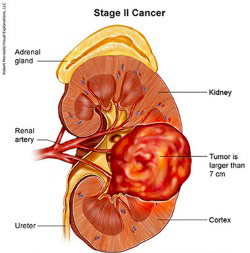 Stage II Cancer
Adrenal
gland
Kidney
Renal
artery
Tumor is
larger than
7 cm
Ureter
Cortex